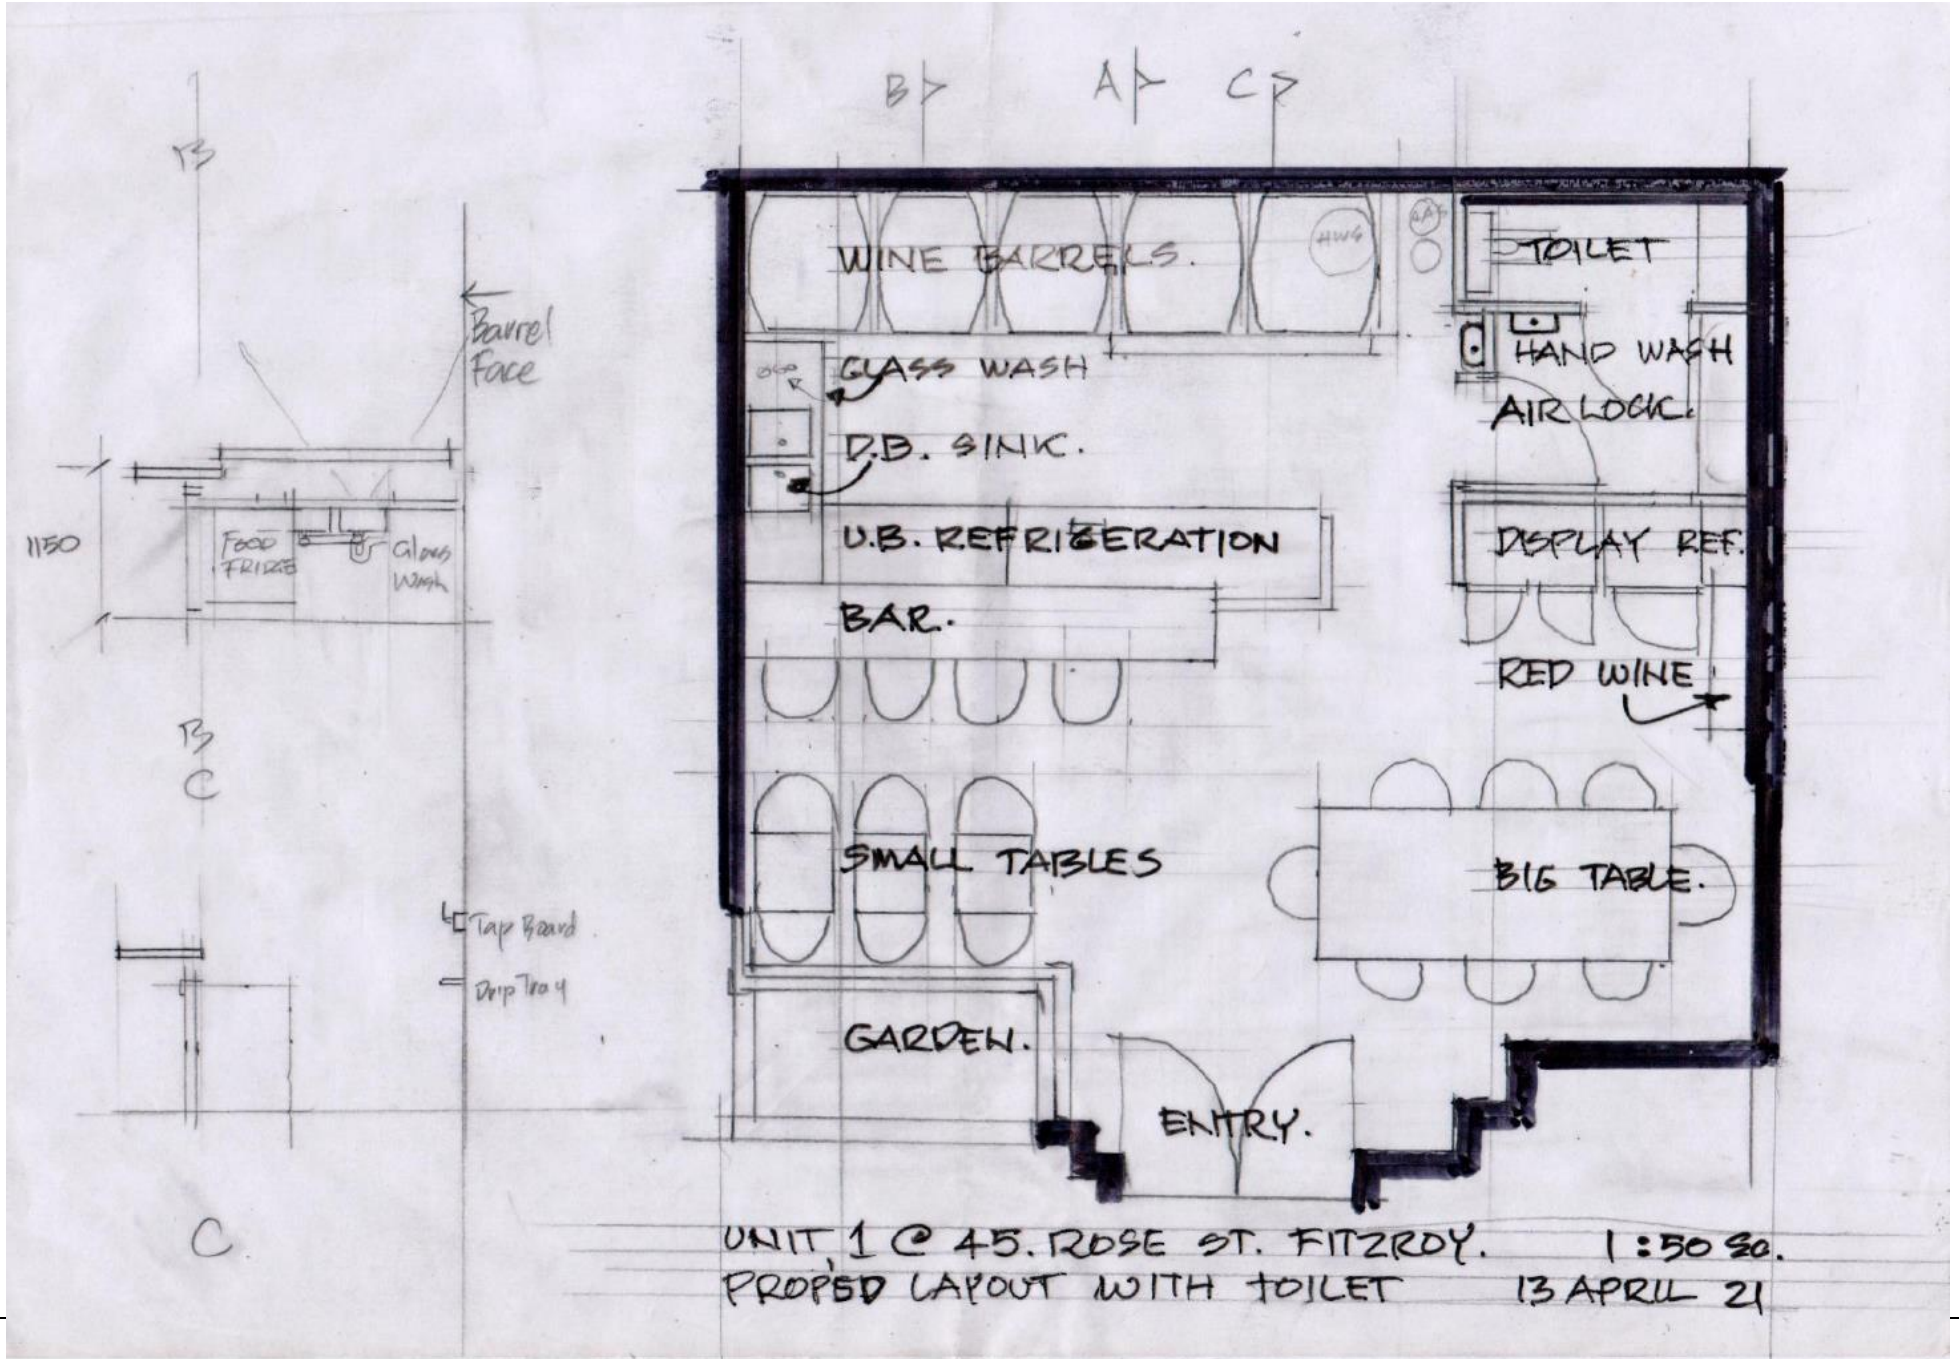 B A C
B
WINE BARRELS.
HWS
GAS
TOILET
Barrel
Face
GLASS WASH
HAND WASH
AIR LOCK.
D.B. SINK.
1150
FOOD
FRIDGE
Glass
Wash
U.B. REFRIGERATION
DISPLAY REF.
BAR.
RED WINE
B
C
SMALL TABLES
BIG TABLE.
Tap Board
Drip Tray
GARDEN.
ENTRY.
C
UNIT 1 @ 45. ROSE ST. FITZROY. 1:50 SC.
PROPSD LAYOUT WITH TOILET 13 APRIL 21